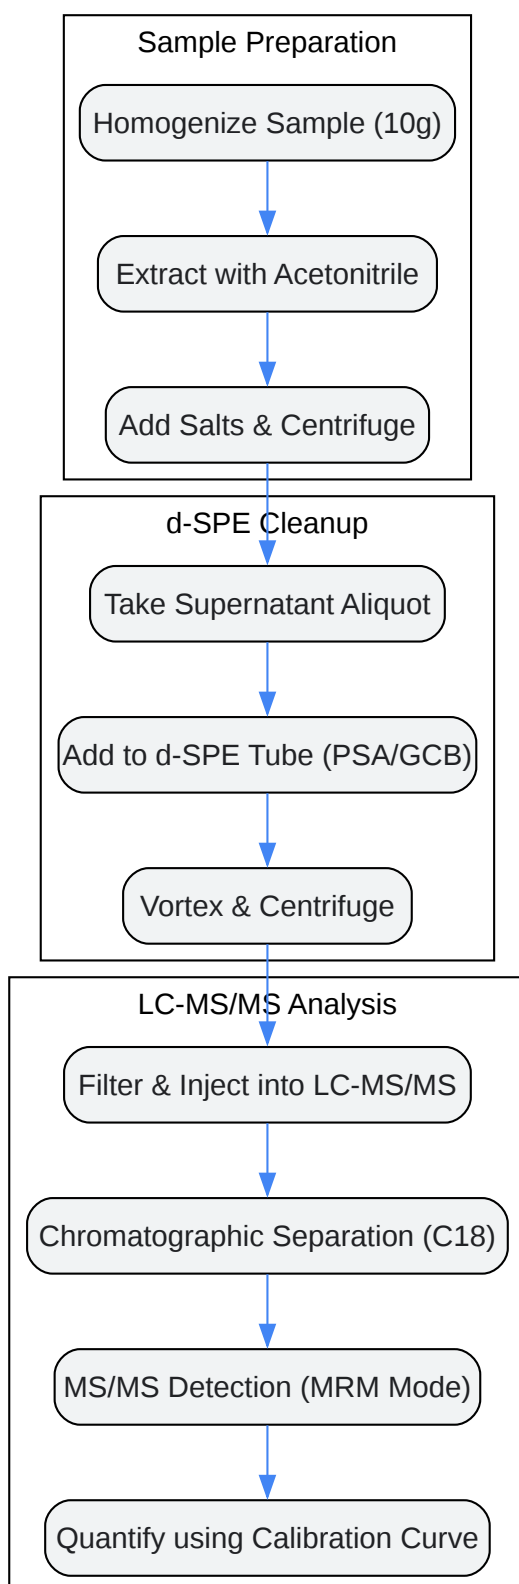 Sample Preparation
Homogenize Sample (10g)
Extract with Acetonitrile
Add Salts & Centrifuge
d-SPE Cleanup
Take Supernatant Aliquot
Add to d-SPE Tube (PSA/GCB)
Vortex & Centrifuge
LC-MS/MS Analysis
Filter & Inject into LC-MS/MS
Chromatographic Separation (C18)
MS/MS Detection (MRM Mode)
Quantify using Calibration Curve